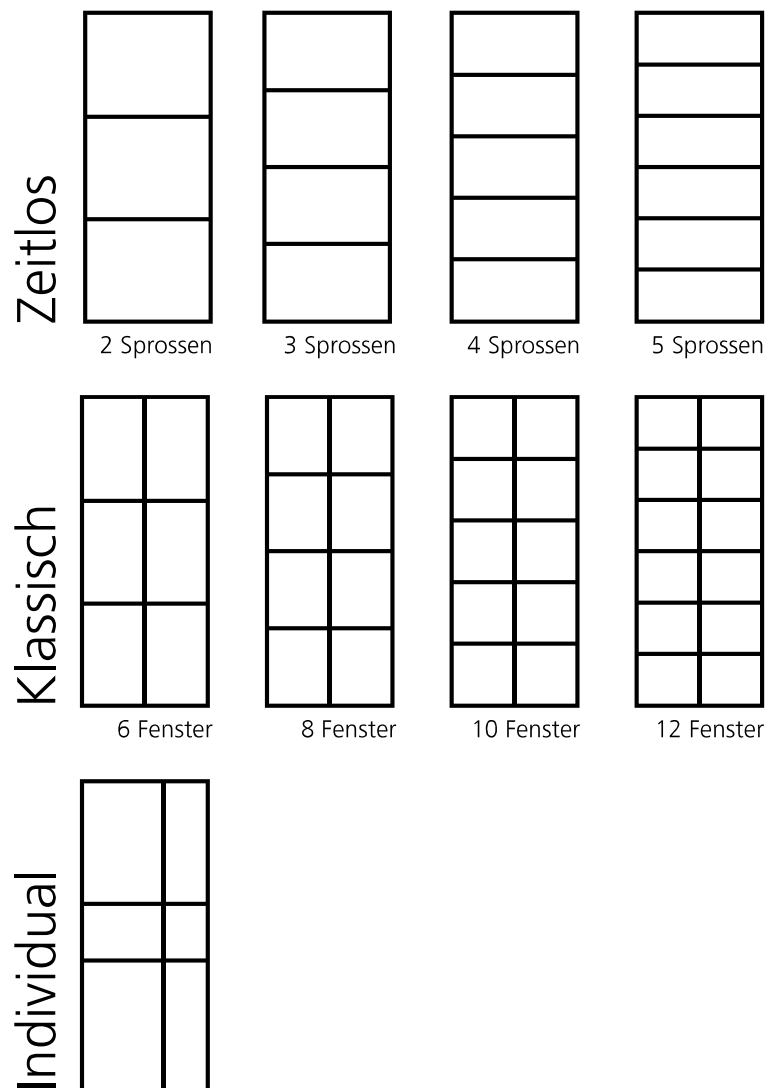 Zeitlos
2 Sprossen
3 Sprossen
4 Sprossen
5 Sprossen
Klassisch
6 Fenster
8 Fenster
10 Fenster
12 Fenster
Individual